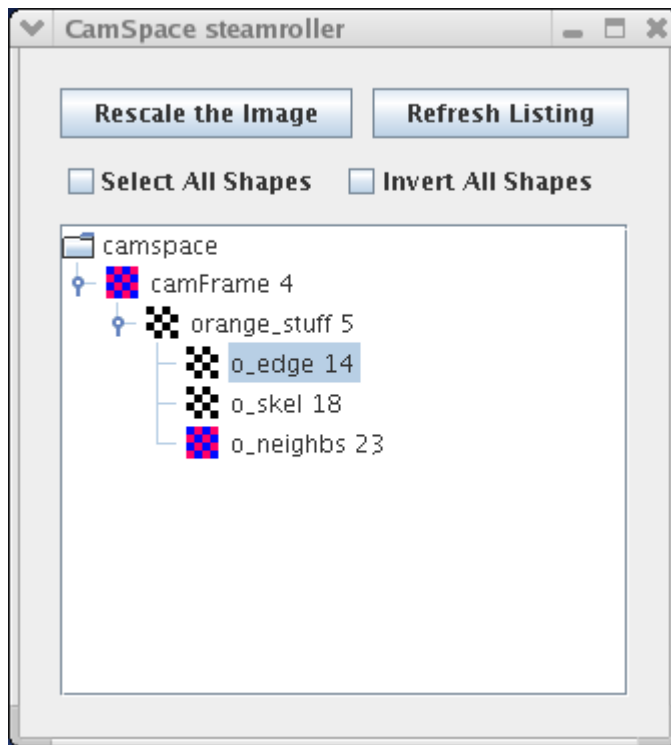 CamSpace steamroller
Rescale the Image Refresh Listing
Select All Shapes Invert All Shapes
camspace
camFrame 4
orange_stuff 5
o_edge 14
o_skel 18
o_neighbs 23